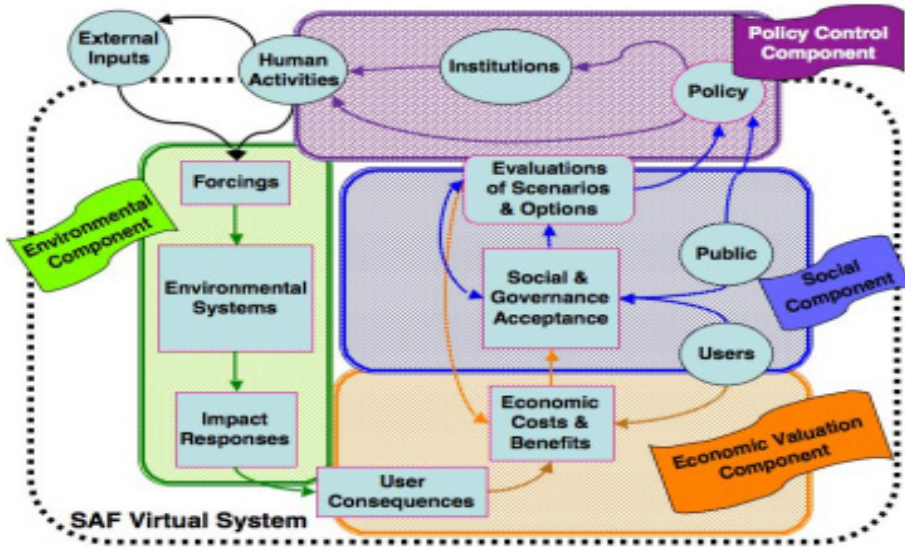 External
Inputs
Human
Activities
Institutions
Policy Control
Component
Policy
Forcings
Evaluations
of Scenarios
& Options
Environmental
Component
Environmental
Systems
Social &
Governance
Acceptance
Public
Social
Component
Users
Impact
Responses
Economic
Costs &
Benefits
Economic Valuation
Component
User
Consequences
SAF Virtual System